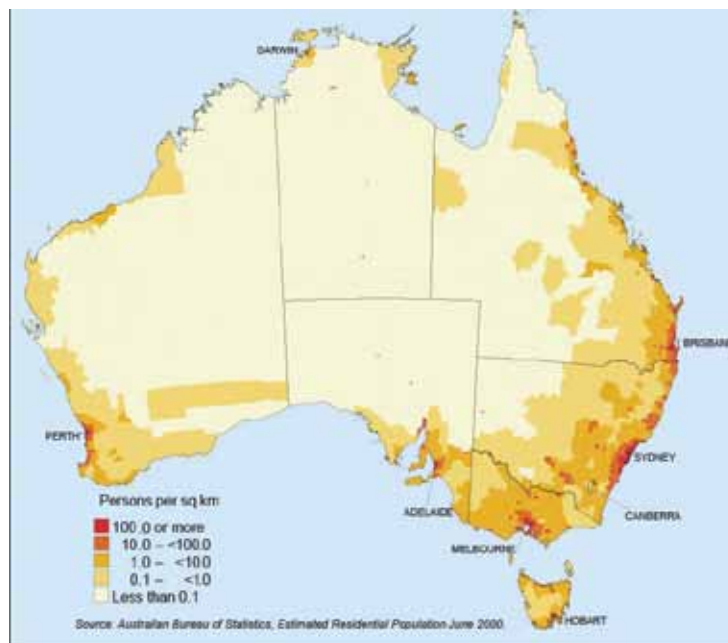 DARWIN
BRISBAN
PERTH
SYDNEY
ADELAIDE
CANBERRA
MELBOURNE
HOBART
Persons per sq km
100.0 or more
10.0 – <100.0
1.0 – <10.0
0.1 – <1.0
Less than 0.1
Source: Australian Bureau of Statistics, Estimated Residential Population June 2000.